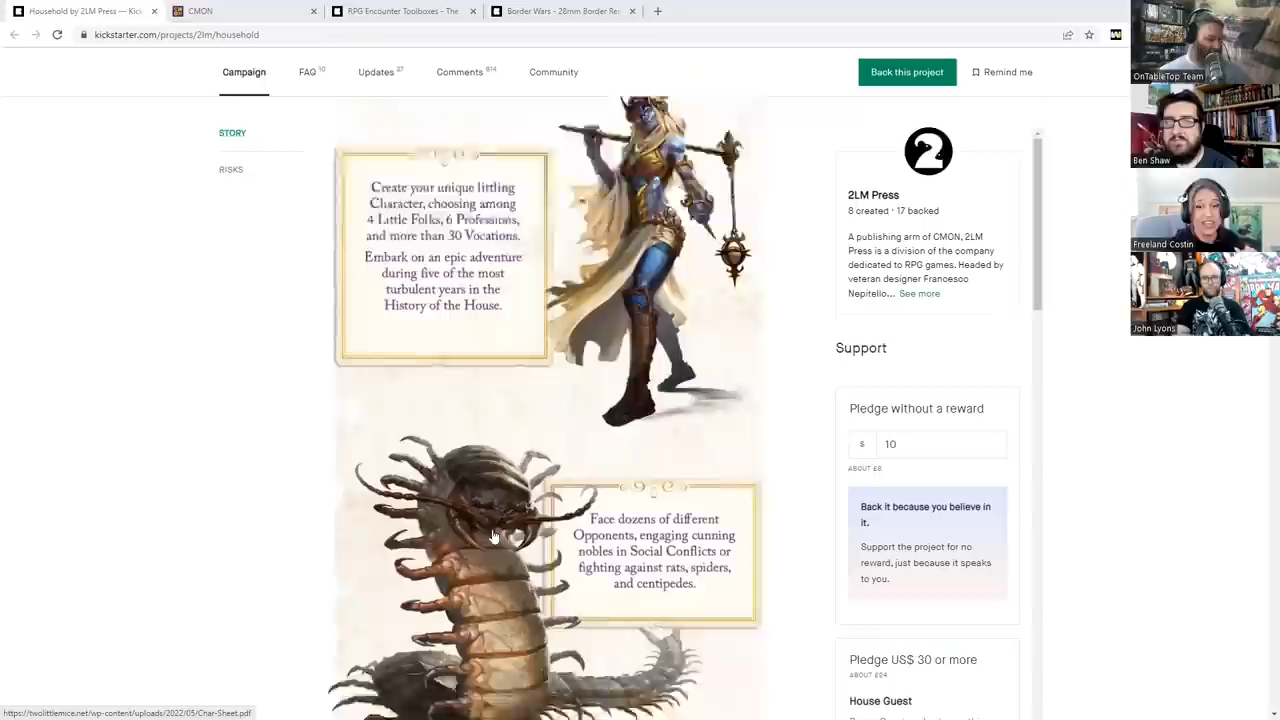 Household by 2LM Press — Kick
CMON
RPG Encounter Toolboxes - The
Border Wars - 28mm Border Re
kickstarter.com/projects/2lm/household
Campaign
FAQ 10
Updates 27
Comments 614
Community
Back this project
Remind me
STORY
RISKS
Create your unique littling
Character, choosing among
4 Little Folks, 6 Professions,
and more than 30 Vocations.
Embark on an epic adventure
during five of the most
turbulent years in the
History of the House.
Face dozens of different
Opponents, engaging cunning
nobles in Social Conflicts or
fighting against rats, spiders,
and centipedes.
2
2LM Press
8 created · 17 backed
A publishing arm of CMON, 2LM
Press is a division of the company
dedicated to RPG games. Headed by
veteran designer Francesco
Nepitello... See more
Support
Pledge without a reward
$ 10
ABOUT £8
Back it because you believe in
it.
Support the project for no
reward, just because it speaks
to you.
Pledge US$ 30 or more
ABOUT £24
House Guest
OnTableTop Team
Ben Shaw
Freeland Costin
John Lyons
IRON MAN
https://twolittlemice.net/wp-content/uploads/2022/05/Char-Sheet.pdf